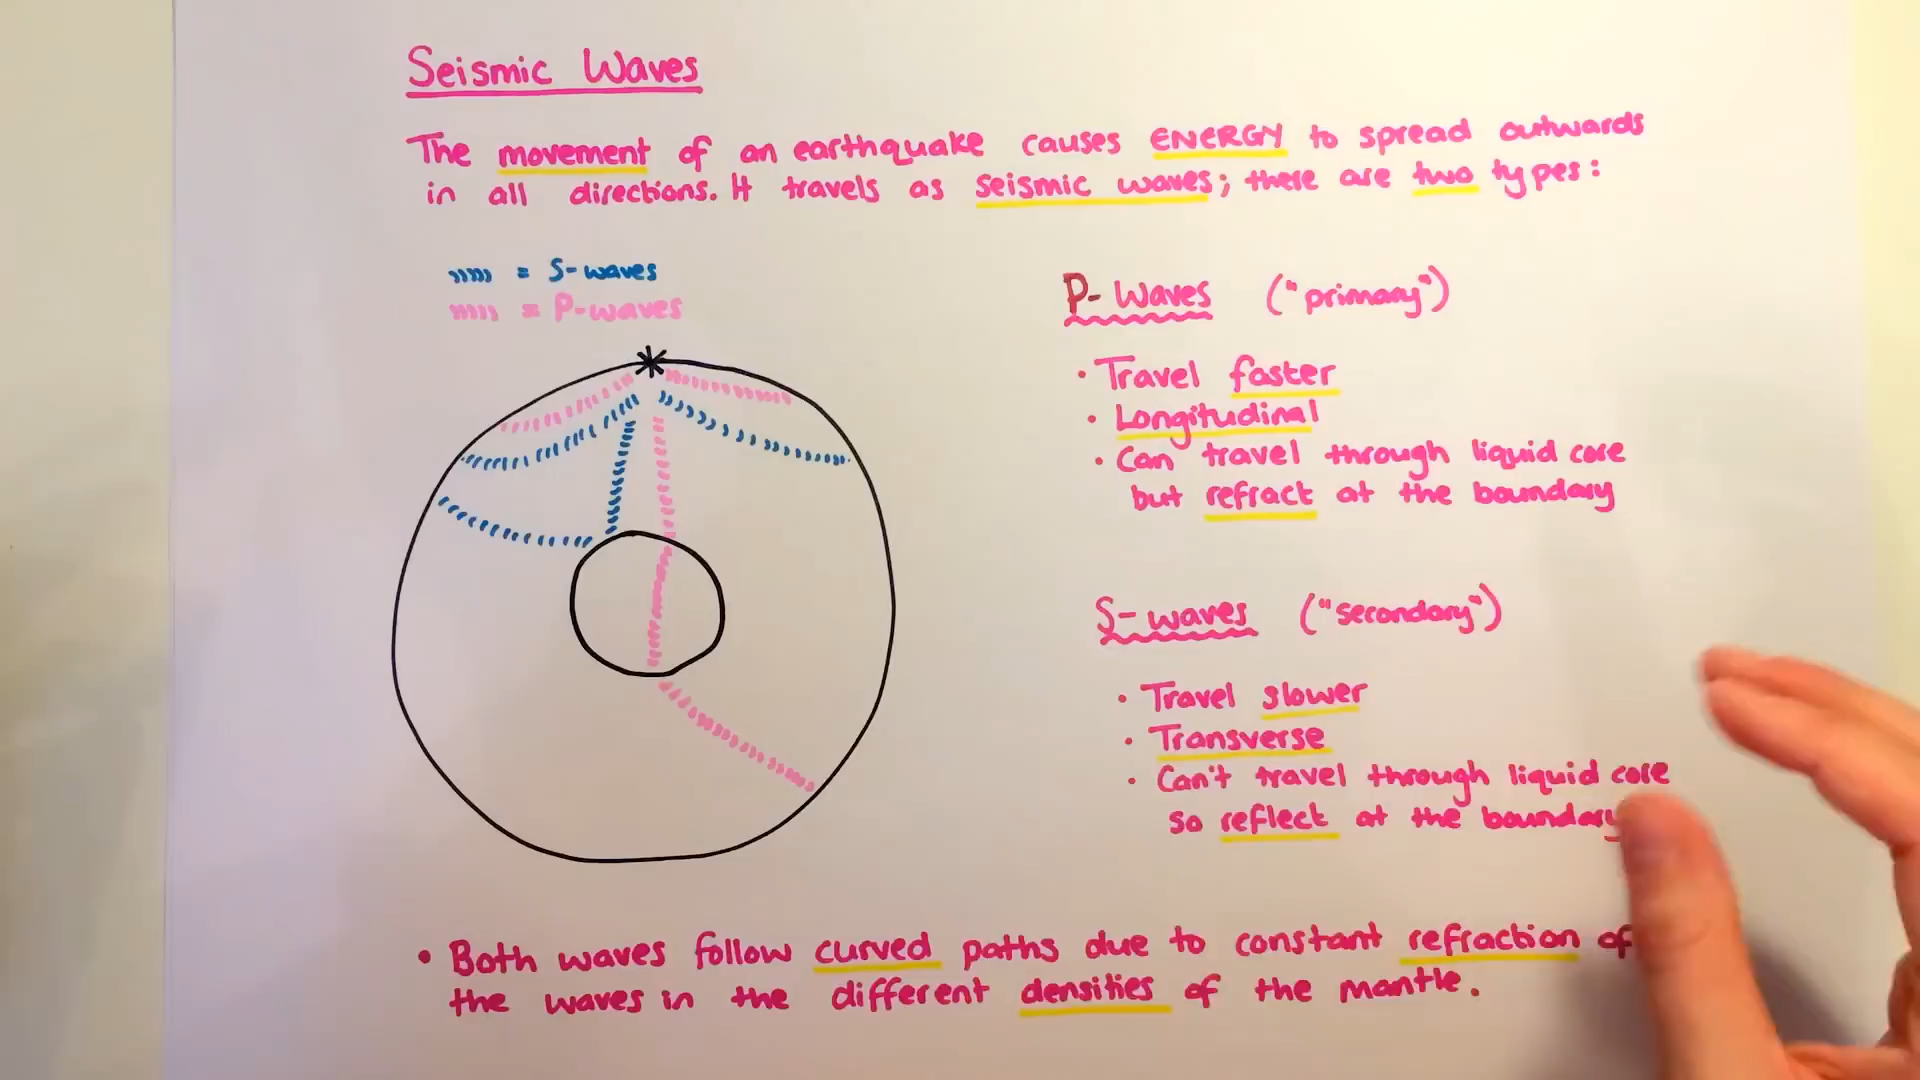 Seismic Waves
The movement of an earthquake causes ENERGY to spread outwards
in all directions. It travels as seismic waves; there are two types:
= S-waves
= P-waves
P- Waves ("primary")
• Travel faster
• Longitudinal
• Can travel through liquid core
but refract at the boundary
S-waves ("secondary")
• Travel slower
• Transverse
• Can't travel through liquid core
so reflect at the boundary
• Both waves follow curved paths due to constant refraction of
the waves in the different densities of the mantle.